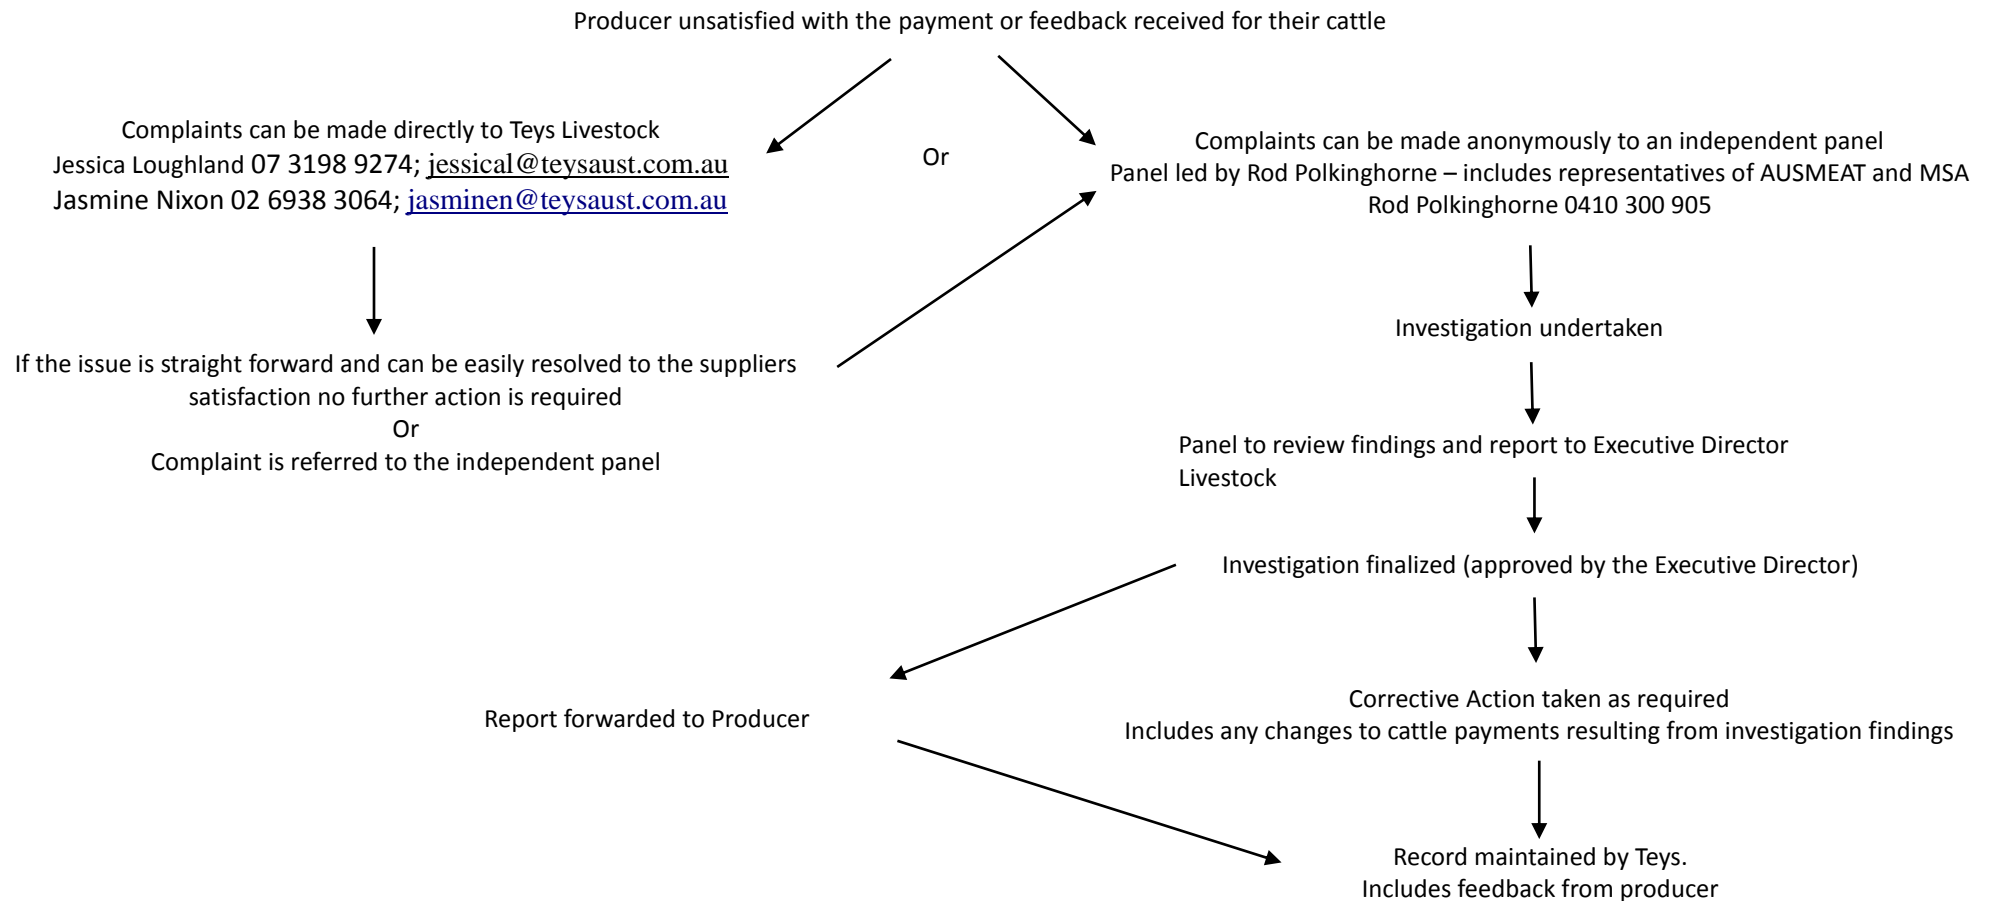 Producer unsatisfied with the payment or feedback received for their cattle
Complaints can be made directly to Teys Livestock
Jessica Loughland 07 3198 9274; jessical@teysaust.com.au
Jasmine Nixon 02 6938 3064; jasminen@teysaust.com.au
Or
Complaints can be made anonymously to an independent panel
Panel led by Rod Polkinghorne – includes representatives of AUSMEAT and MSA
Rod Polkinghorne 0410 300 905
If the issue is straight forward and can be easily resolved to the suppliers
satisfaction no further action is required
Or
Complaint is referred to the independent panel
Investigation undertaken
Panel to review findings and report to Executive Director
Livestock
Investigation finalized (approved by the Executive Director)
Report forwarded to Producer
Corrective Action taken as required
Includes any changes to cattle payments resulting from investigation findings
Record maintained by Teys.
Includes feedback from producer